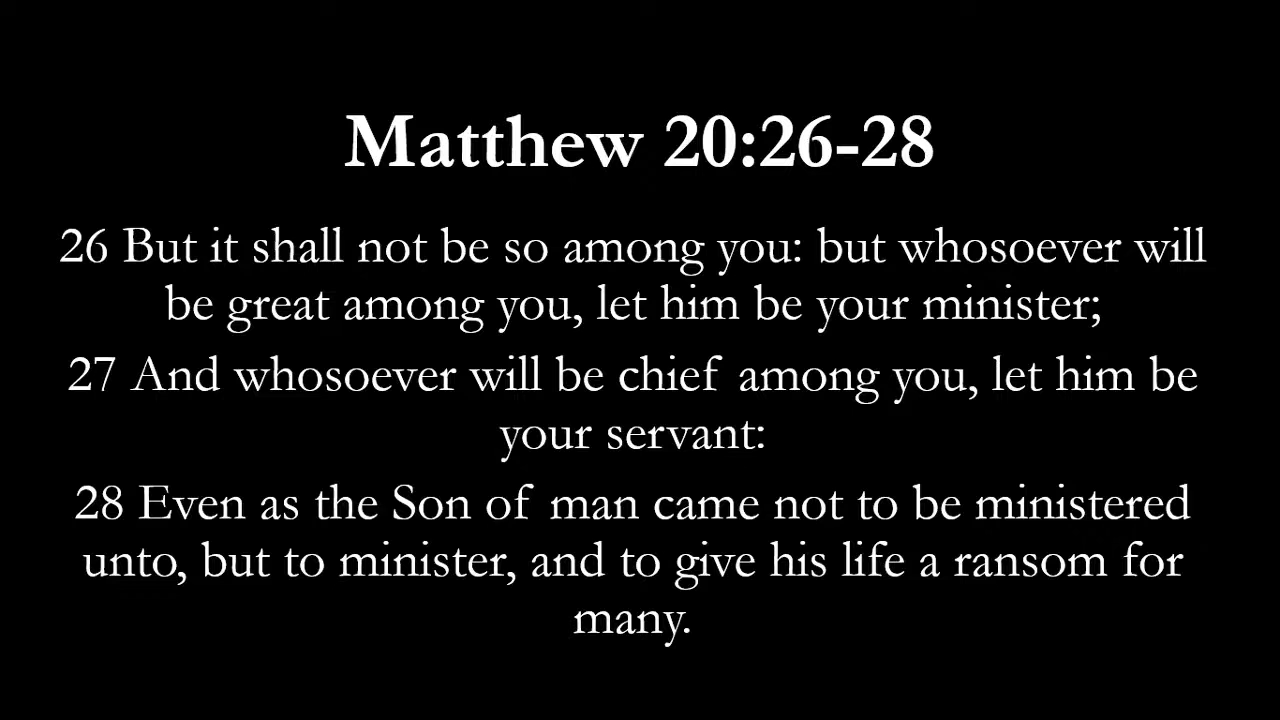 Matthew 20:26-28
26 But it shall not be so among you: but whosoever will
be great among you, let him be your minister;
27 And whosoever will be chief among you, let him be
your servant:
28 Even as the Son of man came not to be ministered
unto, but to minister, and to give his life a ransom for
many.